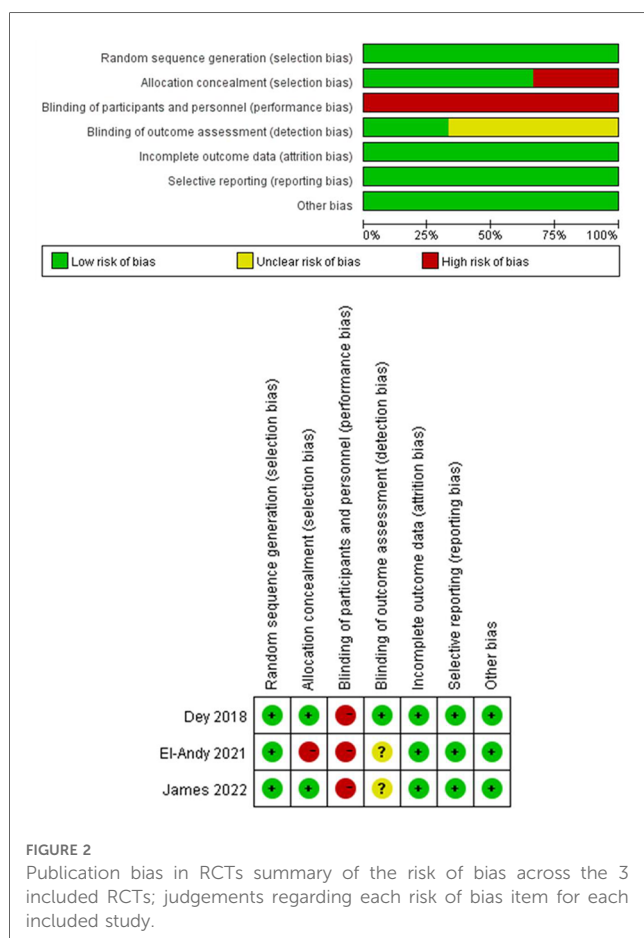 Random sequence generation (selection bias)
Allocation concealment (selection bias)
Blinding of participants and personnel (performance bias)
Blinding of outcome assessment (detection bias)
Incomplete outcome data (attrition bias)
Selective reporting (reporting bias)
Other bias
0% 25% 50% 75% 100%
Low risk of bias Unclear risk of bias High risk of bias
Random sequence generation (selection bias)
Allocation concealment (selection bias)
Blinding of participants and personnel (performance bias)
Blinding of outcome assessment (detection bias)
Incomplete outcome data (attrition bias)
Selective reporting (reporting bias)
Other bias
Dey 2018 + + - + + + +
El-Andy 2021 + - - ? + + +
James 2022 + + - ? + + +
FIGURE 2
Publication bias in RCTs summary of the risk of bias across the 3
included RCTs; judgements regarding each risk of bias item for each
included study.